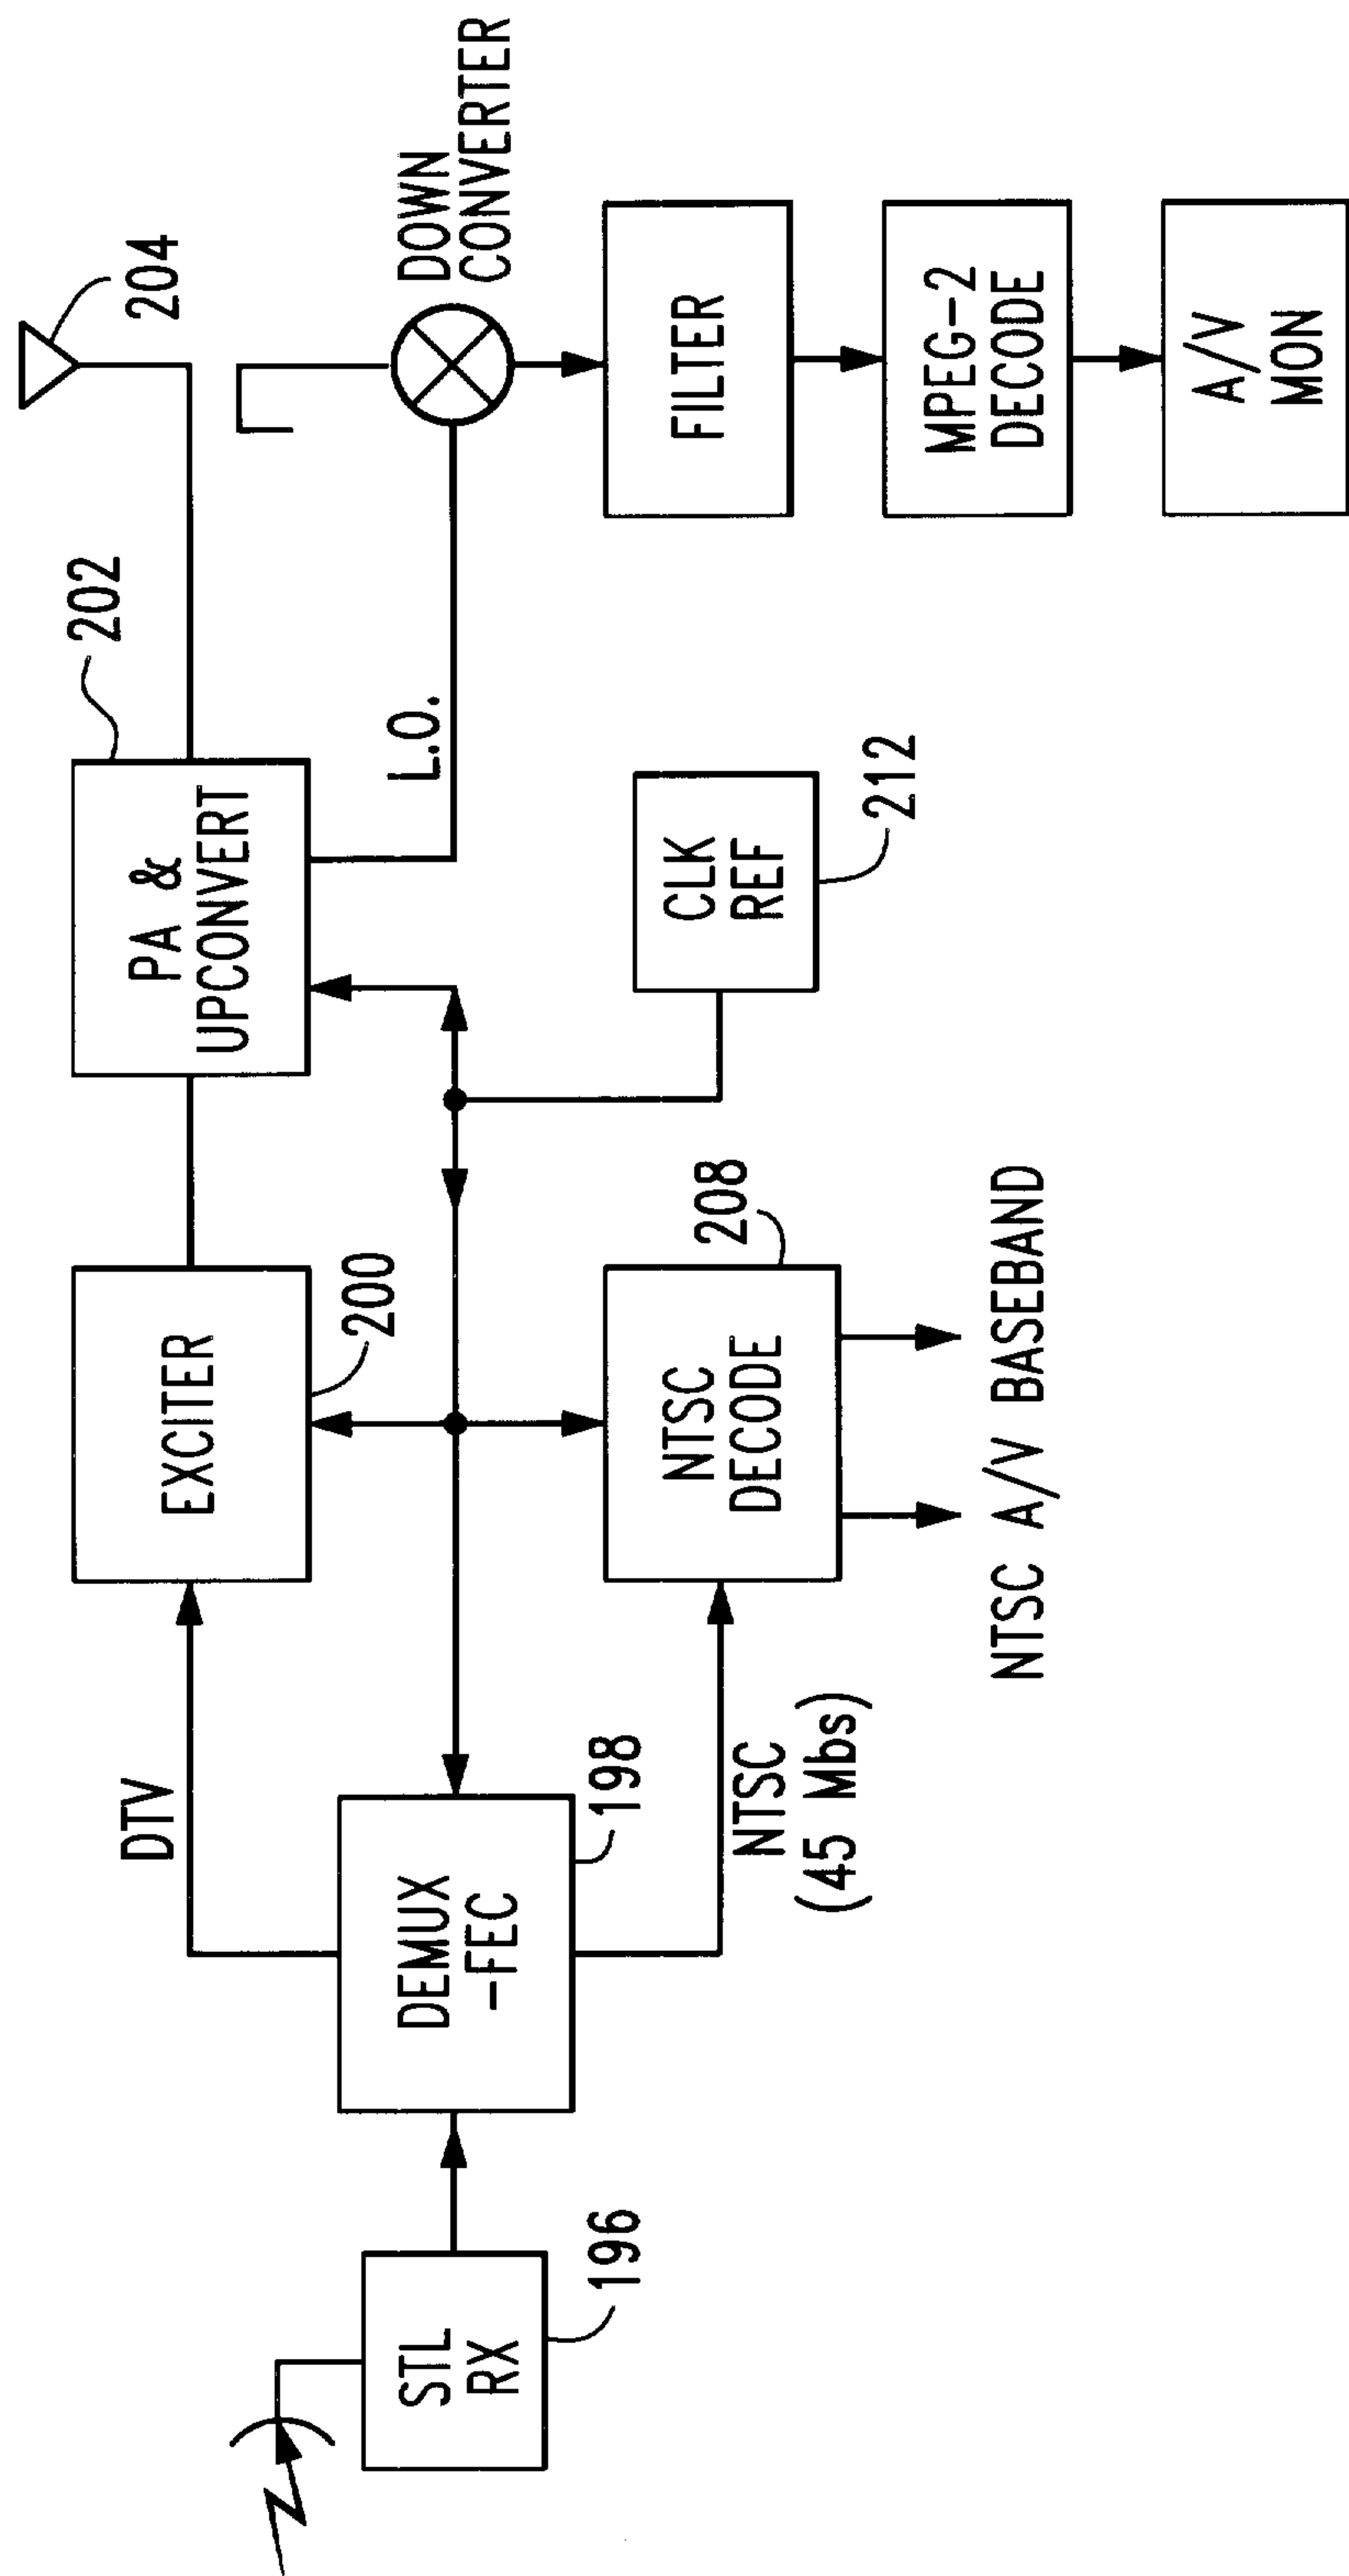 204
202
PA &
UPCONVERT
EXCITER
200
DTV
L.O.
DOWN
CONVERTER
STL
RX
196
DEMUX
-FEC
198
NTSC
(45 Mbs)
NTSC
DECODE
208
NTSC A/V BASEBAND
CLK
REF
212
FILTER
MPEG-2
DECODE
A/V
MON